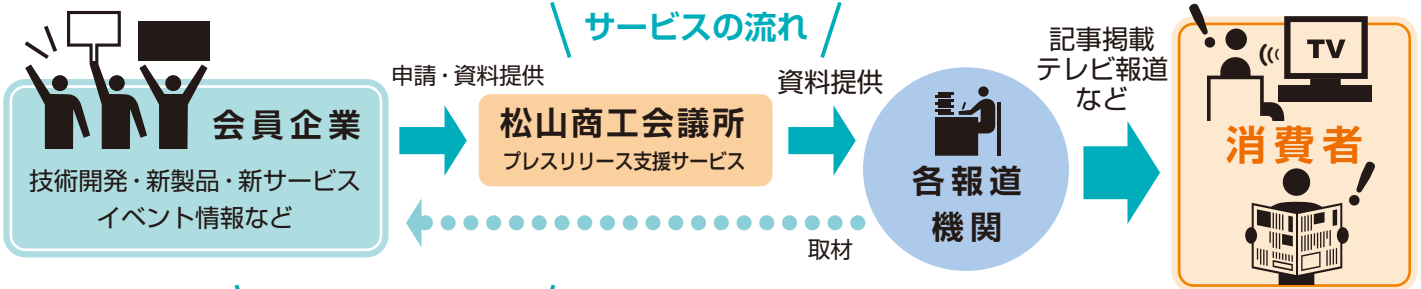 サービスの流れ
会員企業
技術開発・新製品・新サービス
イベント情報など
申請・資料提供
松山商工会議所
プレスリリース支援サービス
資料提供
各報道
機関
取材
記事掲載
テレビ報道
など
TV
消費者